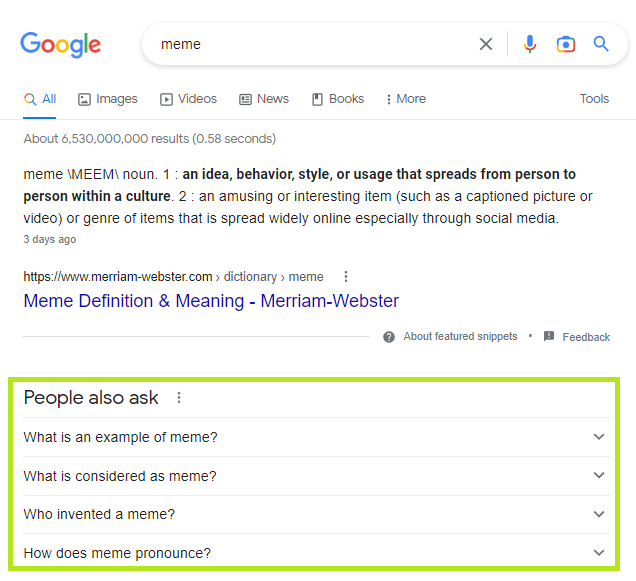 Google
meme
All Images Videos News Books More Tools
About 6,530,000,000 results (0.58 seconds)
meme \MEEM\ noun. 1 : an idea, behavior, style, or usage that spreads from person to
person within a culture. 2 : an amusing or interesting item (such as a captioned picture or
video) or genre of items that is spread widely online especially through social media.
3 days ago
https://www.merriam-webster.com › dictionary › meme
Meme Definition & Meaning - Merriam-Webster
About featured snippets • Feedback
People also ask
What is an example of meme?
What is considered as meme?
Who invented a meme?
How does meme pronounce?